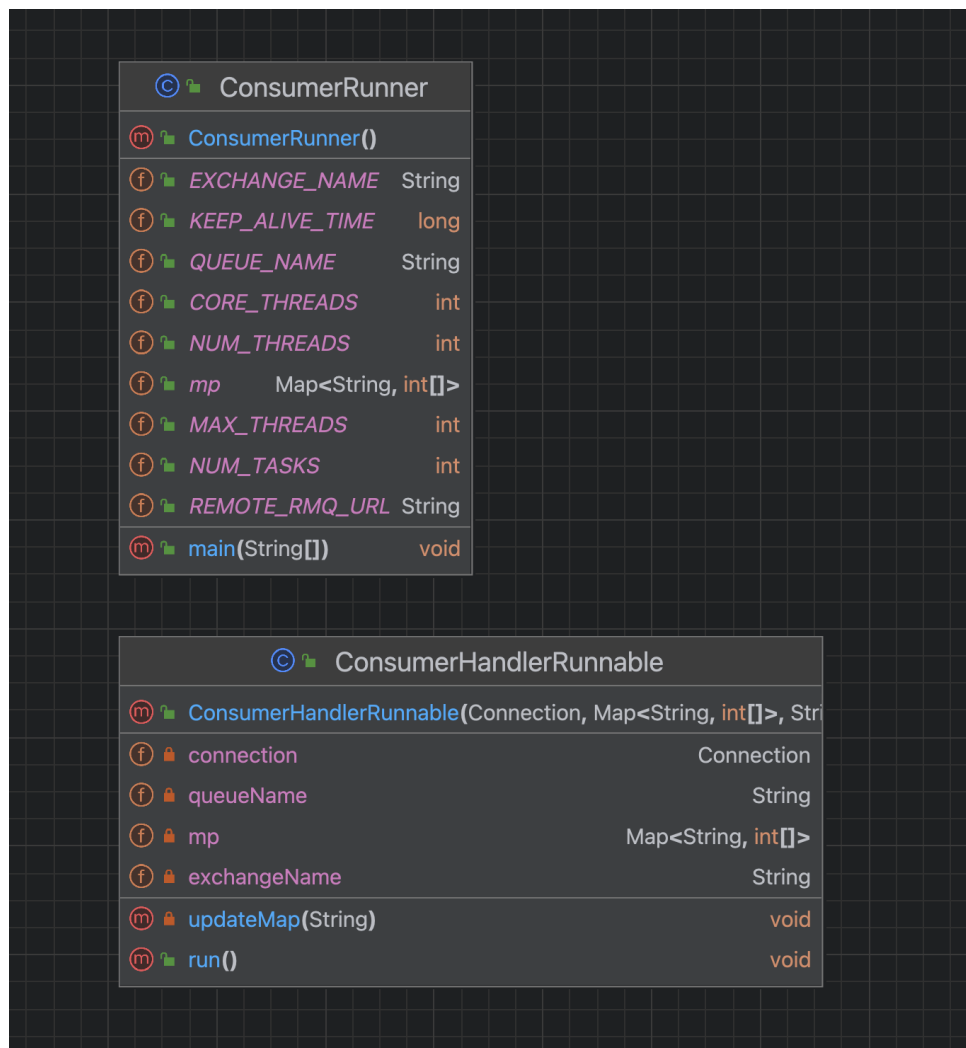 ConsumerRunner
ConsumerRunner()
EXCHANGE_NAME String
KEEP_ALIVE_TIME long
QUEUE_NAME String
CORE_THREADS int
NUM_THREADS int
mp Map<String, int[]>
MAX_THREADS int
NUM_TASKS int
REMOTE_RMQ_URL String
main(String[]) void
ConsumerHandlerRunnable
ConsumerHandlerRunnable(Connection, Map<String, int[]>, Stri
connection Connection
queueName String
mp Map<String, int[]>
exchangeName String
updateMap(String) void
run() void